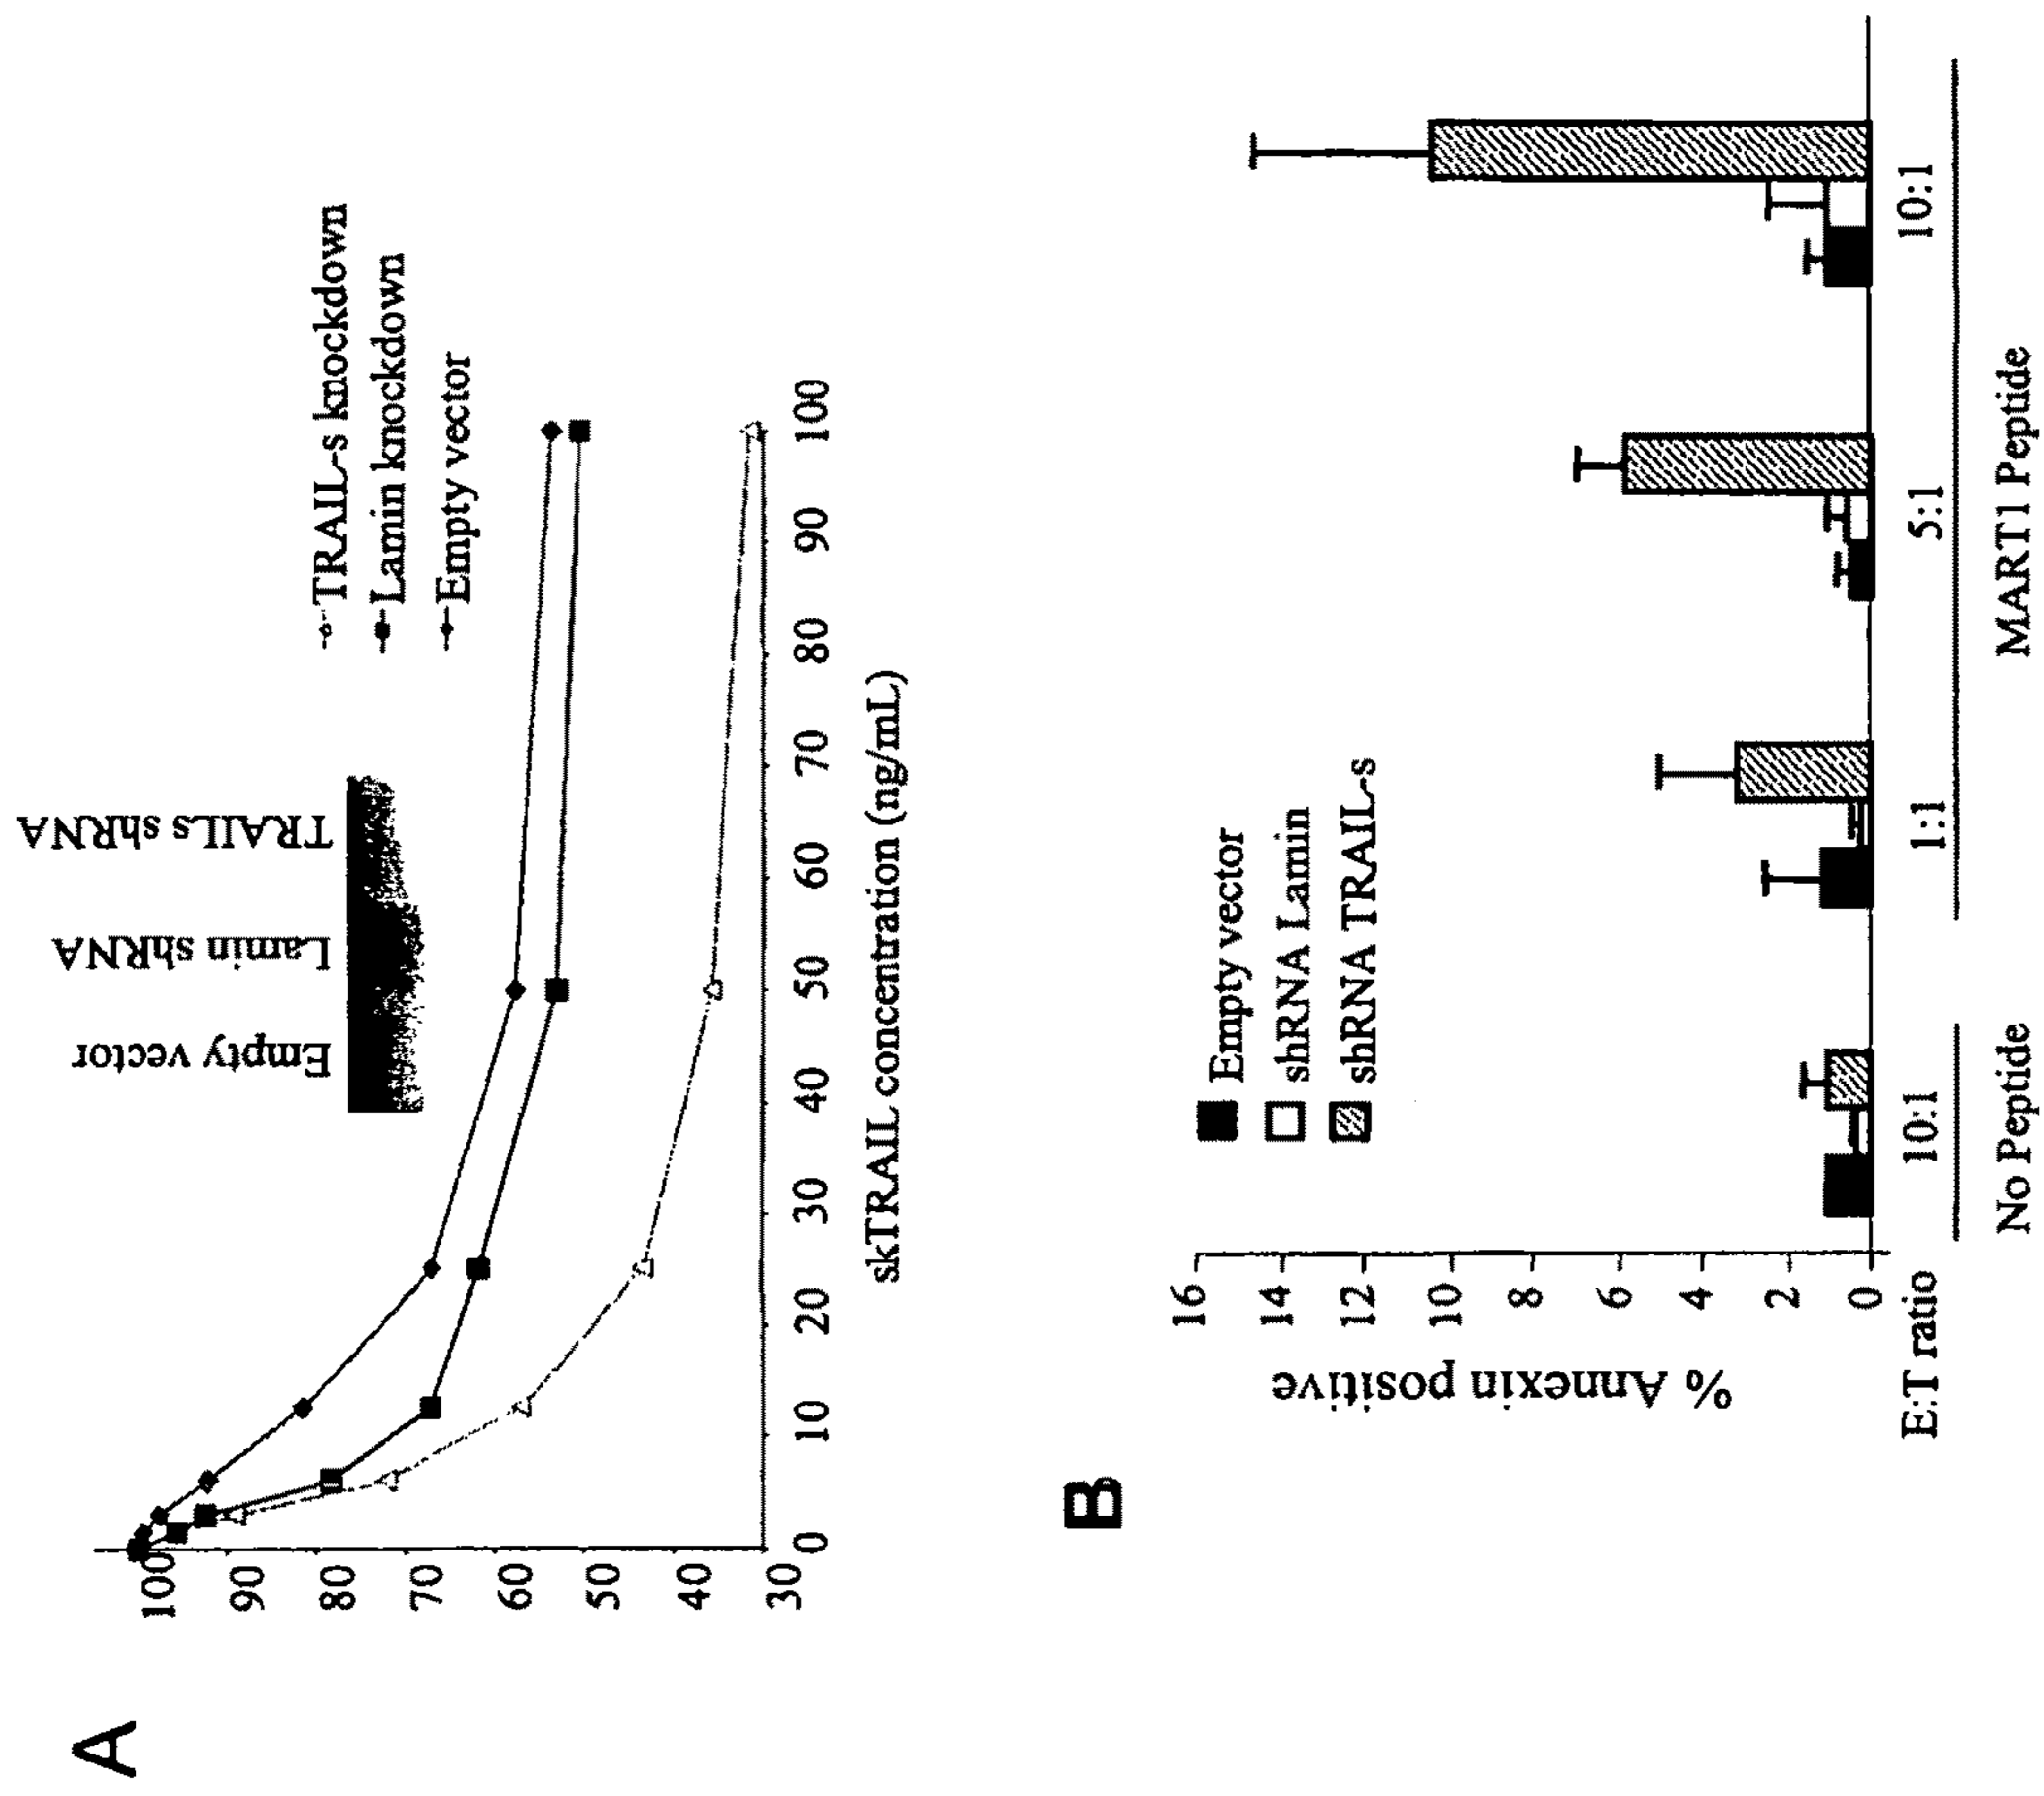 A
Empty vector
Lamin shRNA
TRAILs shRNA
TRAIL-s knockdown
Lamin knockdown
Empty vector
100
90
80
70
60
50
40
30
0 10 20 30 40 50 60 70 80 90 100
skTRAIL concentration (ng/mL)
B
Empty vector
shRNA Lamin
shRNA TRAIL-s
% Annexin positive
16
14
12
10
8
6
4
2
0
E:T ratio 10:1 1:1 5:1 10:1
No Peptide MART1 Peptide